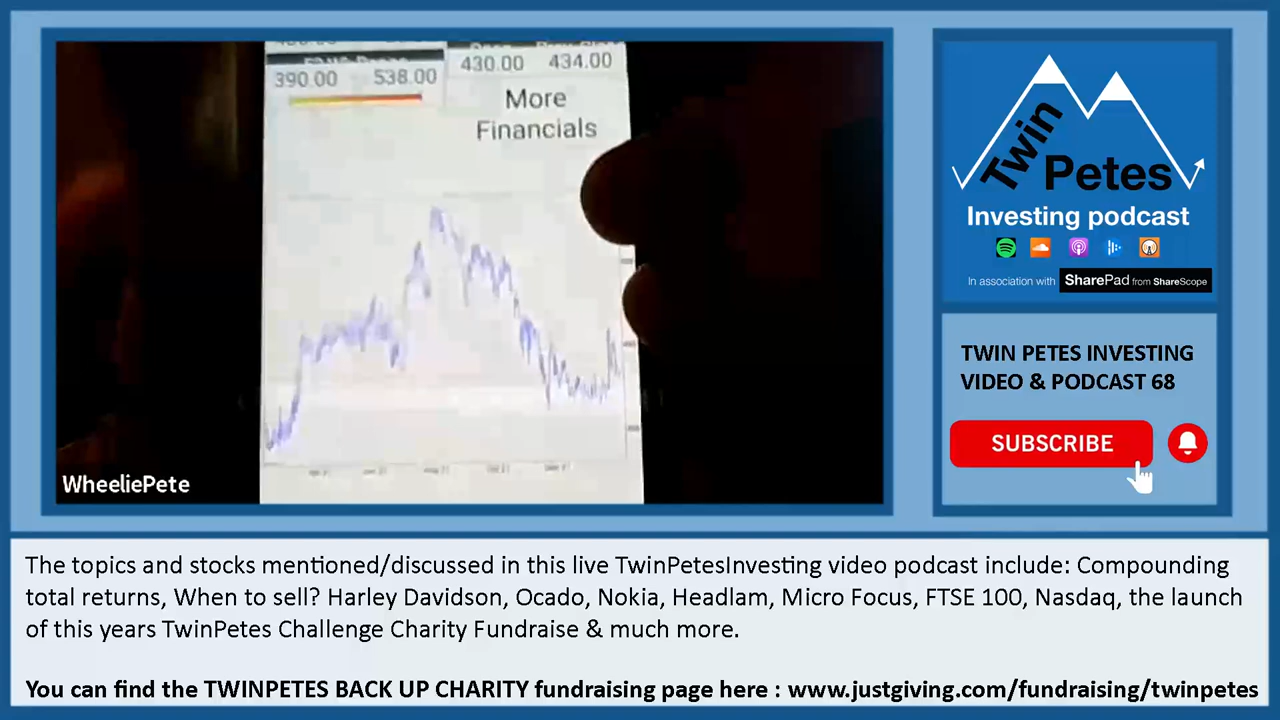 390.00 538.00
430.00 434.00
More
Financials
WheeliePete
Twin
Petes
Investing podcast
In association with SharePad from ShareScope
TWIN PETES INVESTING
VIDEO & PODCAST 68
SUBSCRIBE
The topics and stocks mentioned/discussed in this live TwinPetesInvesting video podcast include: Compounding
total returns, When to sell? Harley Davidson, Ocado, Nokia, Headlam, Micro Focus, FTSE 100, Nasdaq, the launch
of this years TwinPetes Challenge Charity Fundraise & much more.
You can find the TWINPETES BACK UP CHARITY fundraising page here : www.justgiving.com/fundraising/twinpetes